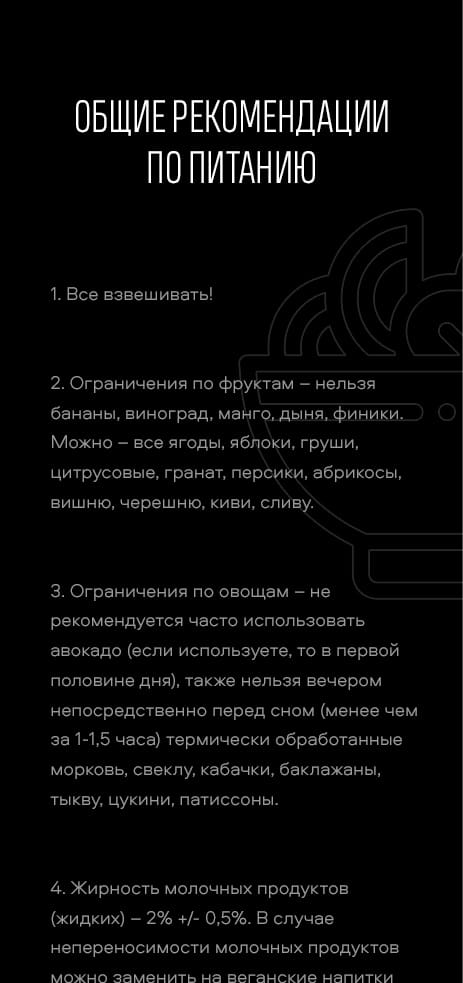 ОБЩИЕ РЕКОМЕНДАЦИИ
ПО ПИТАНИЮ
1. Все взвешивать!
2. Ограничения по фруктам – нельзя
бананы, виноград, манго, дыня, финики.
Можно – все ягоды, яблоки, груши,
цитрусовые, гранат, персики, абрикосы,
вишню, черешню, киви, сливу.
3. Ограничения по овощам – не
рекомендуется часто использовать
авокадо (если используете, то в первой
половине дня), также нельзя вечером
непосредственно перед сном (менее чем
за 1-1,5 часа) термически обработанные
морковь, свеклу, кабачки, баклажаны,
тыкву, цукини, патиссоны.
4. Жирность молочных продуктов
(жидких) – 2% +/- 0,5%. В случае
непереносимости молочных продуктов
можно заменить на веганские напитки